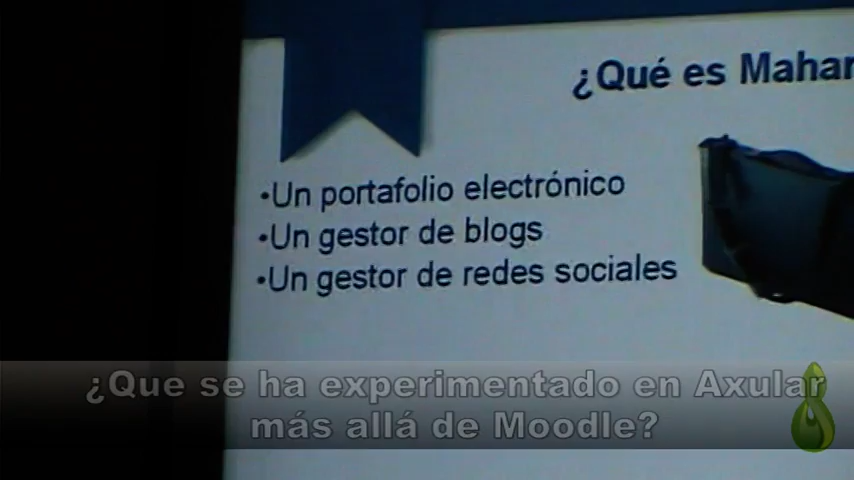 ¿Qué es Mahar
•Un portafolio electrónico
•Un gestor de blogs
•Un gestor de redes sociales
¿Que se ha experimentado en Axular
más allá de Moodle?